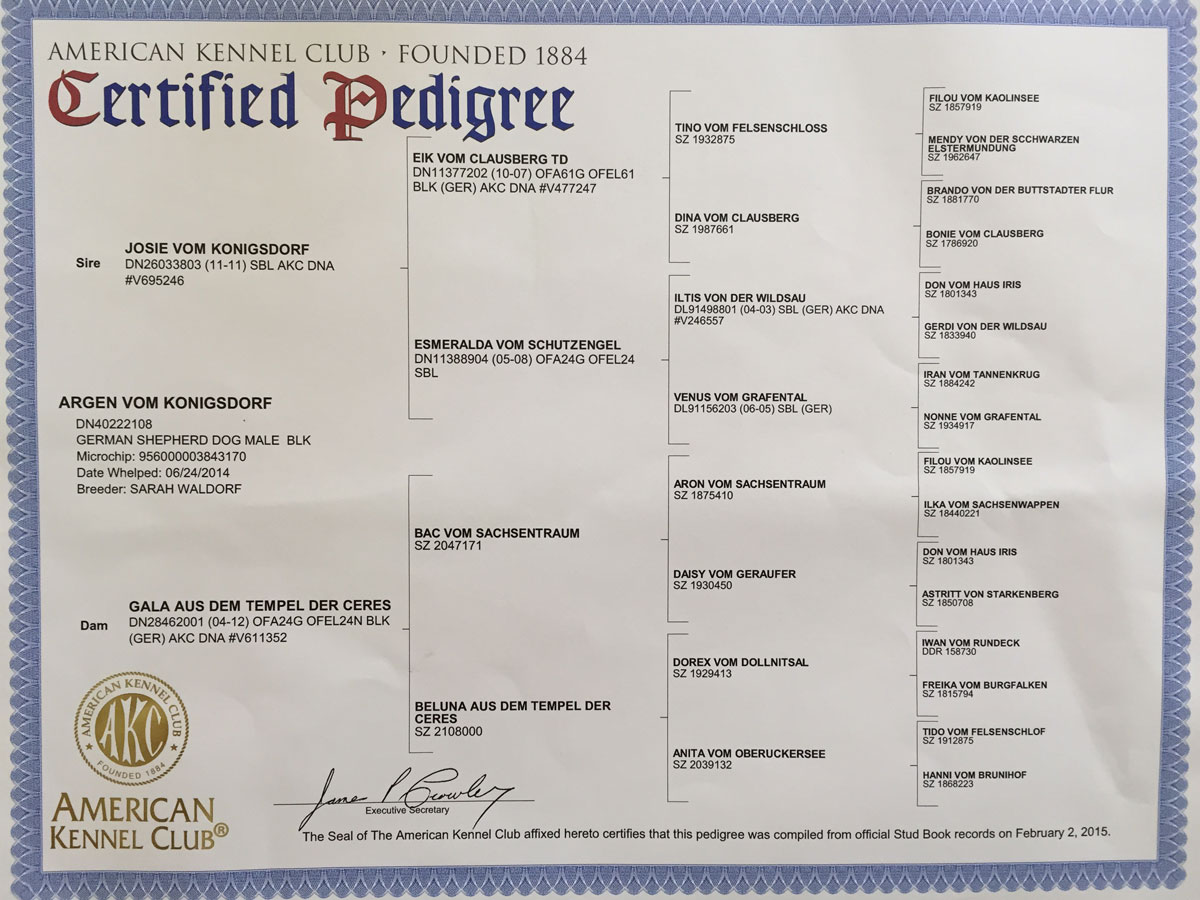 AMERICAN KENNEL CLUB · FOUNDED 1884
Certified Pedigree
Sire
JOSIE VOM KONIGSDORF
DN26033803 (11-11) SBL AKC DNA
#V695246
ARGEN VOM KONIGSDORF
DN40222108
GERMAN SHEPHERD DOG MALE BLK
Microchip: 956000003843170
Date Whelped: 06/24/2014
Breeder: SARAH WALDORF
Dam
GALA AUS DEM TEMPEL DER CERES
DN28462001 (04-12) OFA24G OFEL24N BLK
(GER) AKC DNA #V611352
EIK VOM CLAUSBERG TD
DN11377202 (10-07) OFA61G OFEL61
BLK (GER) AKC DNA #V477247
ESMERALDA VOM SCHUTZENGEL
DN11388904 (05-08) OFA24G OFEL24
SBL
BAC VOM SACHSENTRAUM
SZ 2047171
BELUNA AUS DEM TEMPEL DER
CERES
SZ 2108000
TINO VOM FELSENSCHLOSS
SZ 1932875
DINA VOM CLAUSBERG
SZ 1987661
ILTIS VON DER WILDSAU
DL91498801 (04-03) SBL (GER) AKC DNA
#V246557
VENUS VOM GRAFENTAL
DL91156203 (06-05) SBL (GER)
ARON VOM SACHSENTRAUM
SZ 1875410
DAISY VOM GERAUFER
SZ 1930450
DOREX VOM DOLLNITSAL
SZ 1929413
ANITA VOM OBERUCKERSEE
SZ 2039132
FILOU VOM KAOLINSEE
SZ 1857919
MENDY VON DER SCCHWARZEN
ELSTERMUNDUNG
SZ 1962647
BRANDO VON DER BUTTSTADTER FLUR
SZ 1881770
BONIE VOM CLAUSBERG
SZ 1786920
DON VOM HAUS IRIS
SZ 1801343
GERDI VON DER WILDSAU
SZ 1833940
IRAN VOM TANNENKRUG
SZ 1884242
NONNE VOM GRAFENTAL
SZ 1934917
FILOU VOM KAOLINSEE
SZ 1857919
ILKA VOM SACHSENWAPPEN
SZ 18440221
DON VOM HAUS IRIS
SZ 1801343
ASTRITT VON STARKENBERG
SZ 1850708
IWAN VOM RUNDECK
DDR 158730
FREIKA VOM BURGFALKEN
SZ 1815794
TIDO VOM FELSENSCHLOF
SZ 1912875
HANNI VOM BRUNIHOF
SZ 1868223
AMERICAN KENNEL CLUB
AKC
FOUNDED 1884
AMERICAN
KENNEL CLUB®
James P Crowley
Executive Secretary
The Seal of The American Kennel Club affixed hereto certifies that this pedigree was compiled from official Stud Book records on February 2, 2015.